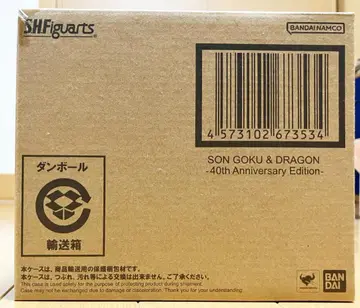 S.H.Figuarts
BANDAI NAMCO
4 573102 673534
SON GOKU & DRAGON
-40th Anniversary Edition-
ダンボール
輸送箱
本ケースは、商品輸送用の保護梱包材です。
本ケースは、つぶれ、汚れ等による交換は出来ません。ご了承ください。
This case is used solely for the purpose of protecting product during shipment.
Case may not be exchanged due to damage or defacement. Thank you for your understanding.
BAN
DAI